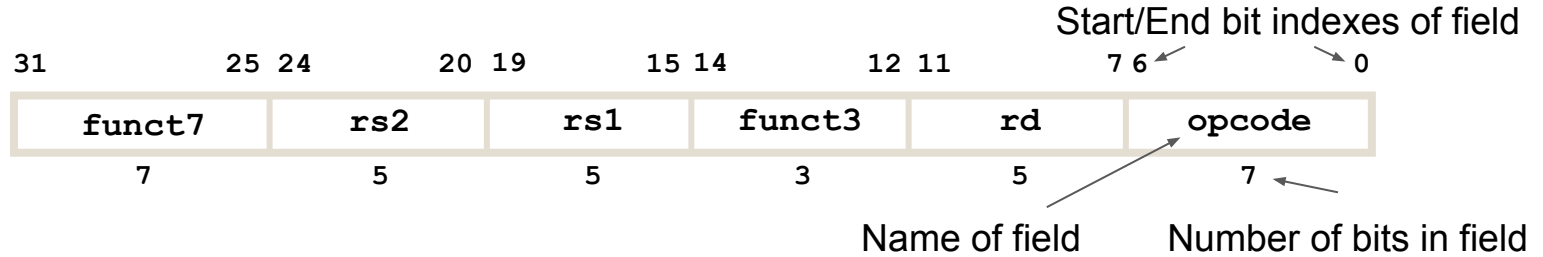 Start/End bit indexes of field
31 25 24 20 19 15 14 12 11 7 6 0
funct7 rs2 rs1 funct3 rd opcode
7 5 5 3 5 7
Name of field Number of bits in field